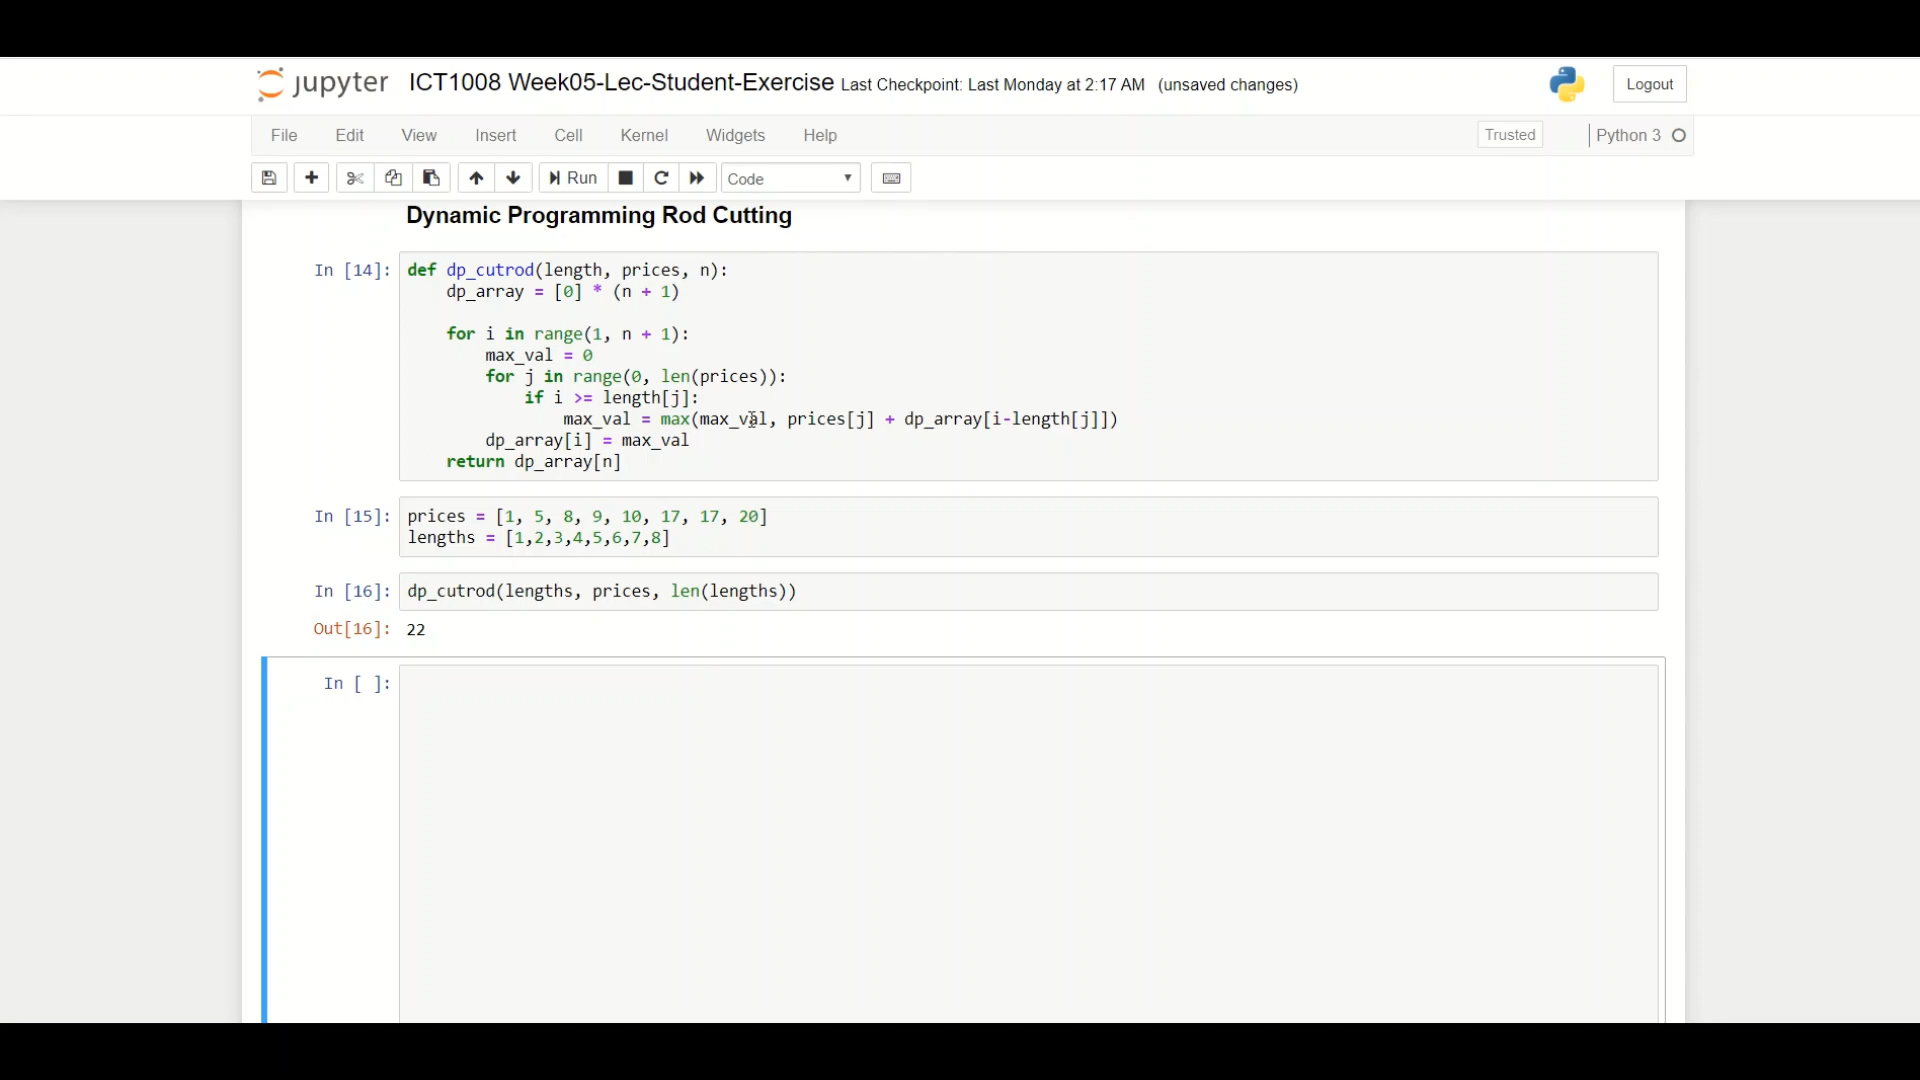 jupyter ICT1008 Week05-Lec-Student-Exercise Last Checkpoint: Last Monday at 2:17 AM (unsaved changes) Logout
File Edit View Insert Cell Kernel Widgets Help Trusted Python 3
Run Code
Dynamic Programming Rod Cutting
In [14]: def dp_cutrod(length, prices, n):
dp_array = [0] * (n + 1)
for i in range(1, n + 1):
max_val = 0
for j in range(0, len(prices)):
if i >= length[j]:
max_val = max(max_val, prices[j] + dp_array[i-length[j]])
dp_array[i] = max_val
return dp_array[n]
In [15]: prices = [1, 5, 8, 9, 10, 17, 17, 20]
lengths = [1,2,3,4,5,6,7,8]
In [16]: dp_cutrod(lengths, prices, len(lengths))
Out[16]: 22
In [ ]: